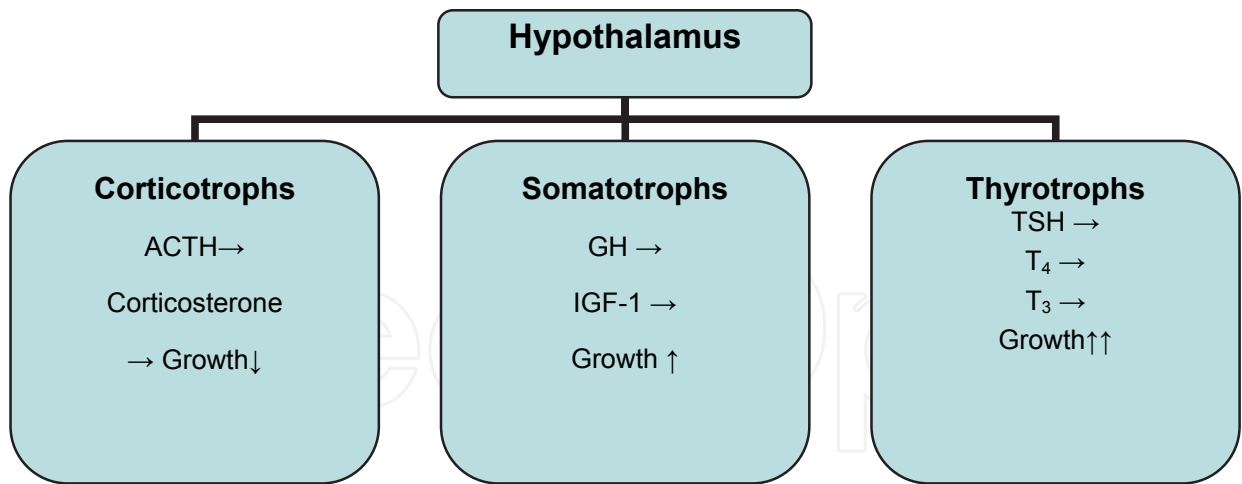 Hypothalamus
Corticotrophs
ACTH→
Corticosterone
→ Growth↓
Somatotrophs
GH →
IGF-1 →
Growth ↑
Thyrotrophs
TSH →
T₄ →
T₃ →
Growth↑↑